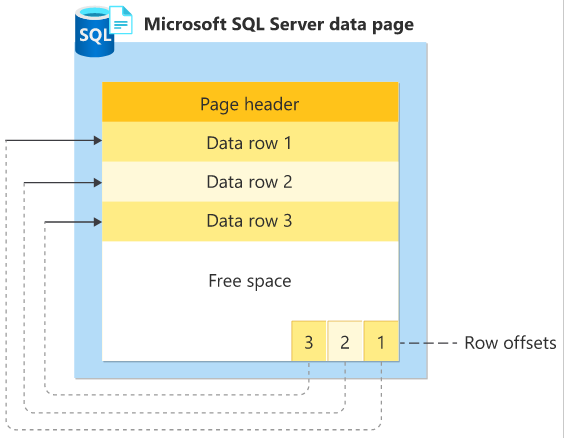 Microsoft SQL Server data page
SQL
Page header
Data row 1
Data row 2
Data row 3
Free space
3 2 1
Row offsets